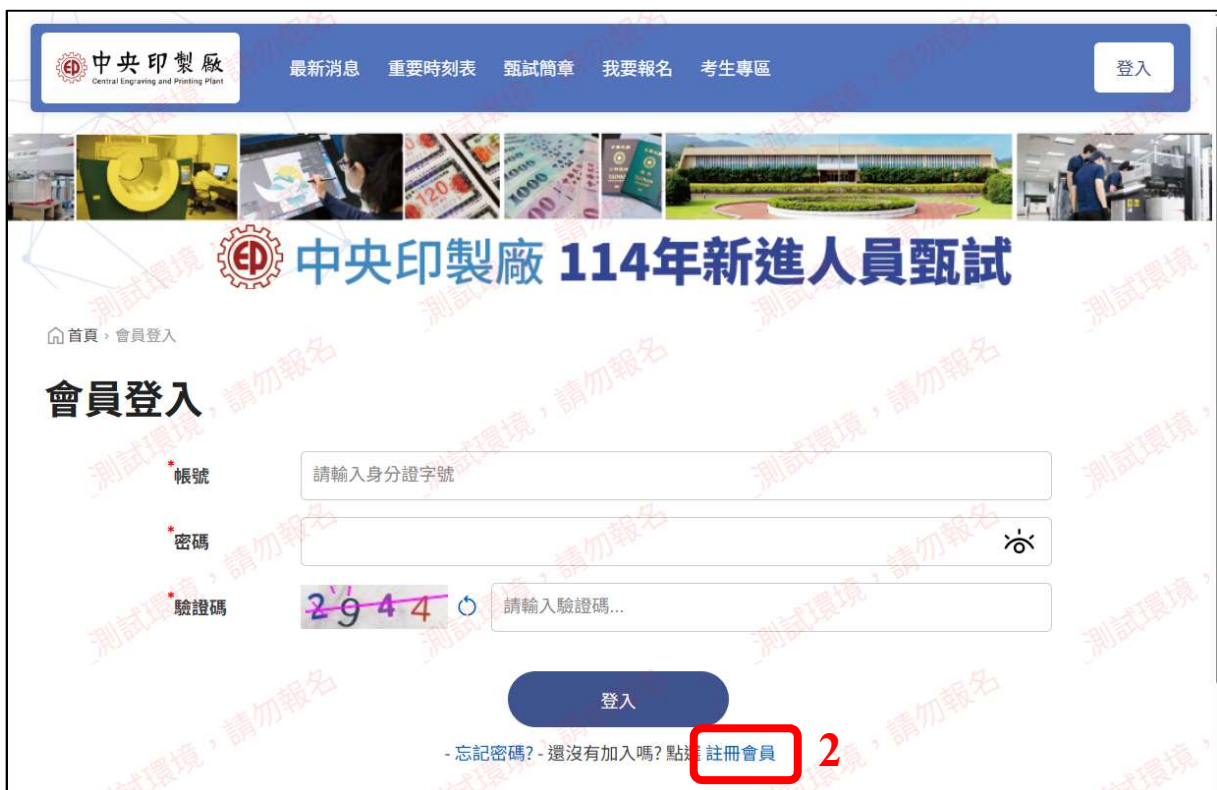 中央印製廠
Central Engraving and Printing Plant
最新消息 重要時刻表 甄試簡章 我要報名 考生專區
登入
中央印製廠 114年新進人員甄試
首頁 › 會員登入
會員登入
*帳號 請輸入身分證字號
*密碼
*驗證碼 2944 請輸入驗證碼...
登入
- 忘記密碼? - 還沒有加入嗎? 點選 註冊會員 2
測試環境，請勿報名